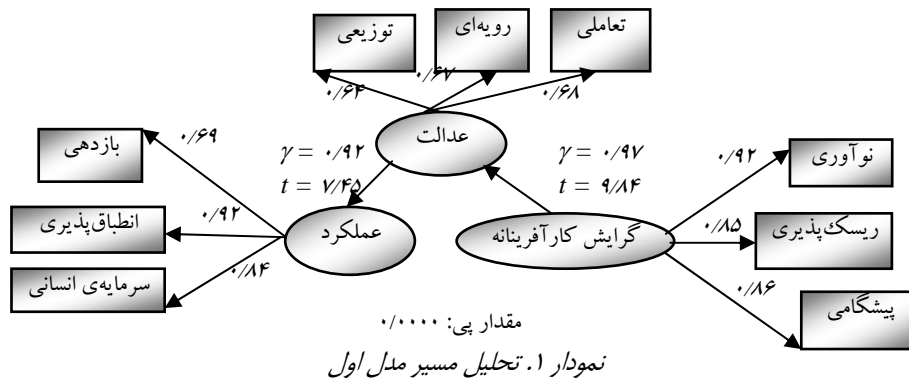 توزیعی
رویه‌ای
تعاملی
۰/۶۴
۰/۶۷
۰/۶۸
عدالت
γ = ۰/۹۷
t = ۹/۸۴
γ = ۰/۹۲
t = ۷/۴۵
نوآوری
ریسک‌پذیری
پیشگامی
۰/۹۲
۰/۸۵
۰/۸۶
گرایش کارآفرینانه
عملکرد
۰/۶۹
۰/۹۲
۰/۸۴
بازدهی
انطباق‌پذیری
سرمایه‌ی انسانی
مقدار پی: ۰/۰۰۰۰
نمودار ۱. تحلیل مسیر مدل اول